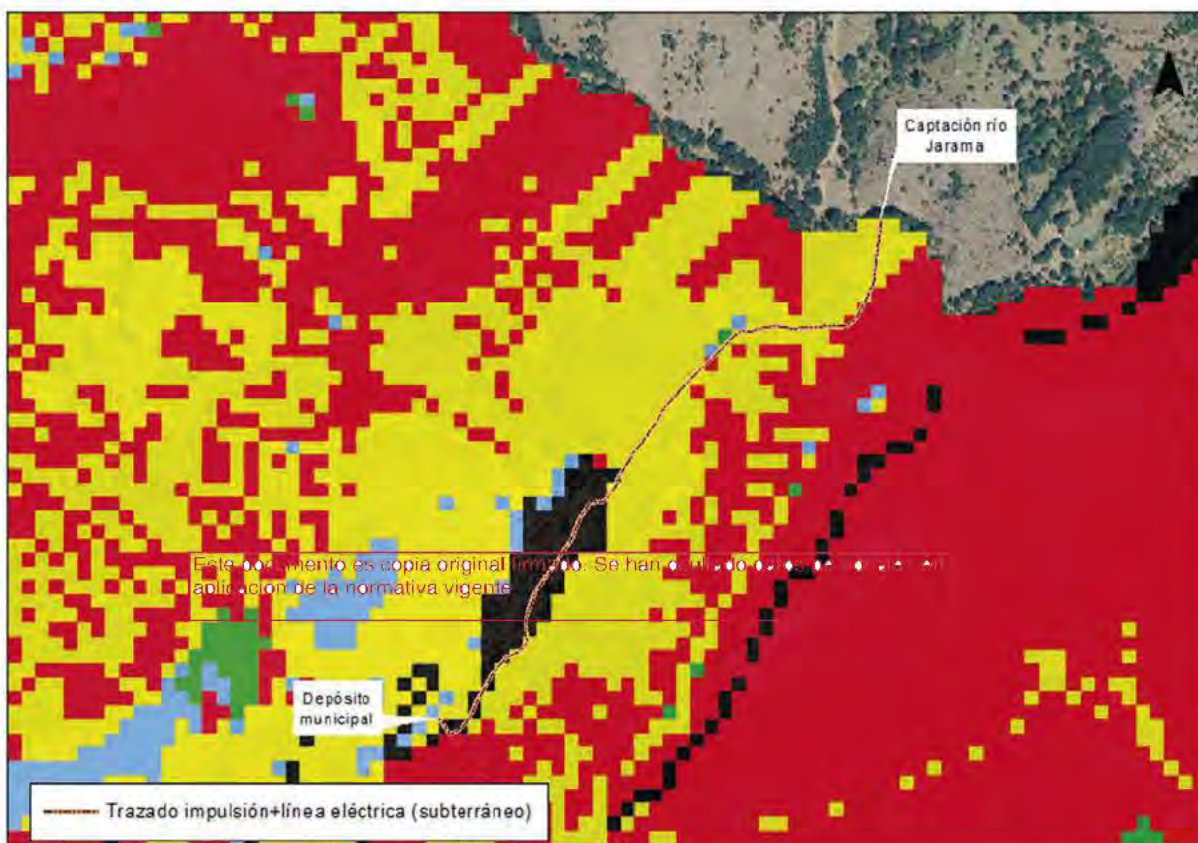 Captación río
Jarama
Este documento es copia original firmado. Se han
aplicación de la normativa vigente
Depósito
municipal
Trazado impulsión+línea eléctrica (subterráneo)